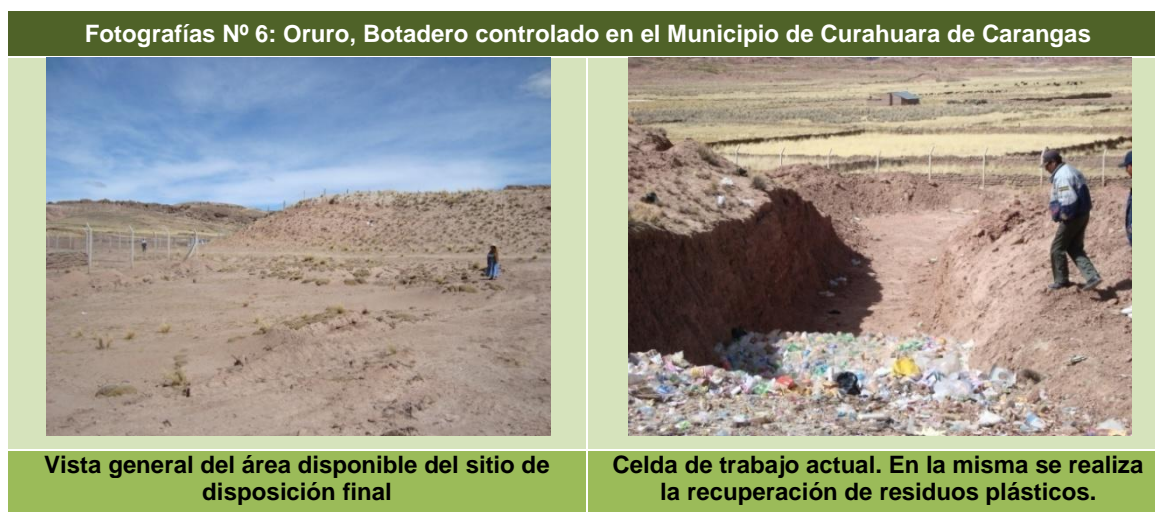 Fotografías Nº 6: Oruro, Botadero controlado en el Municipio de Curahuara de Carangas
Vista general del área disponible del sitio de
disposición final
Celda de trabajo actual. En la misma se realiza
la recuperación de residuos plásticos.